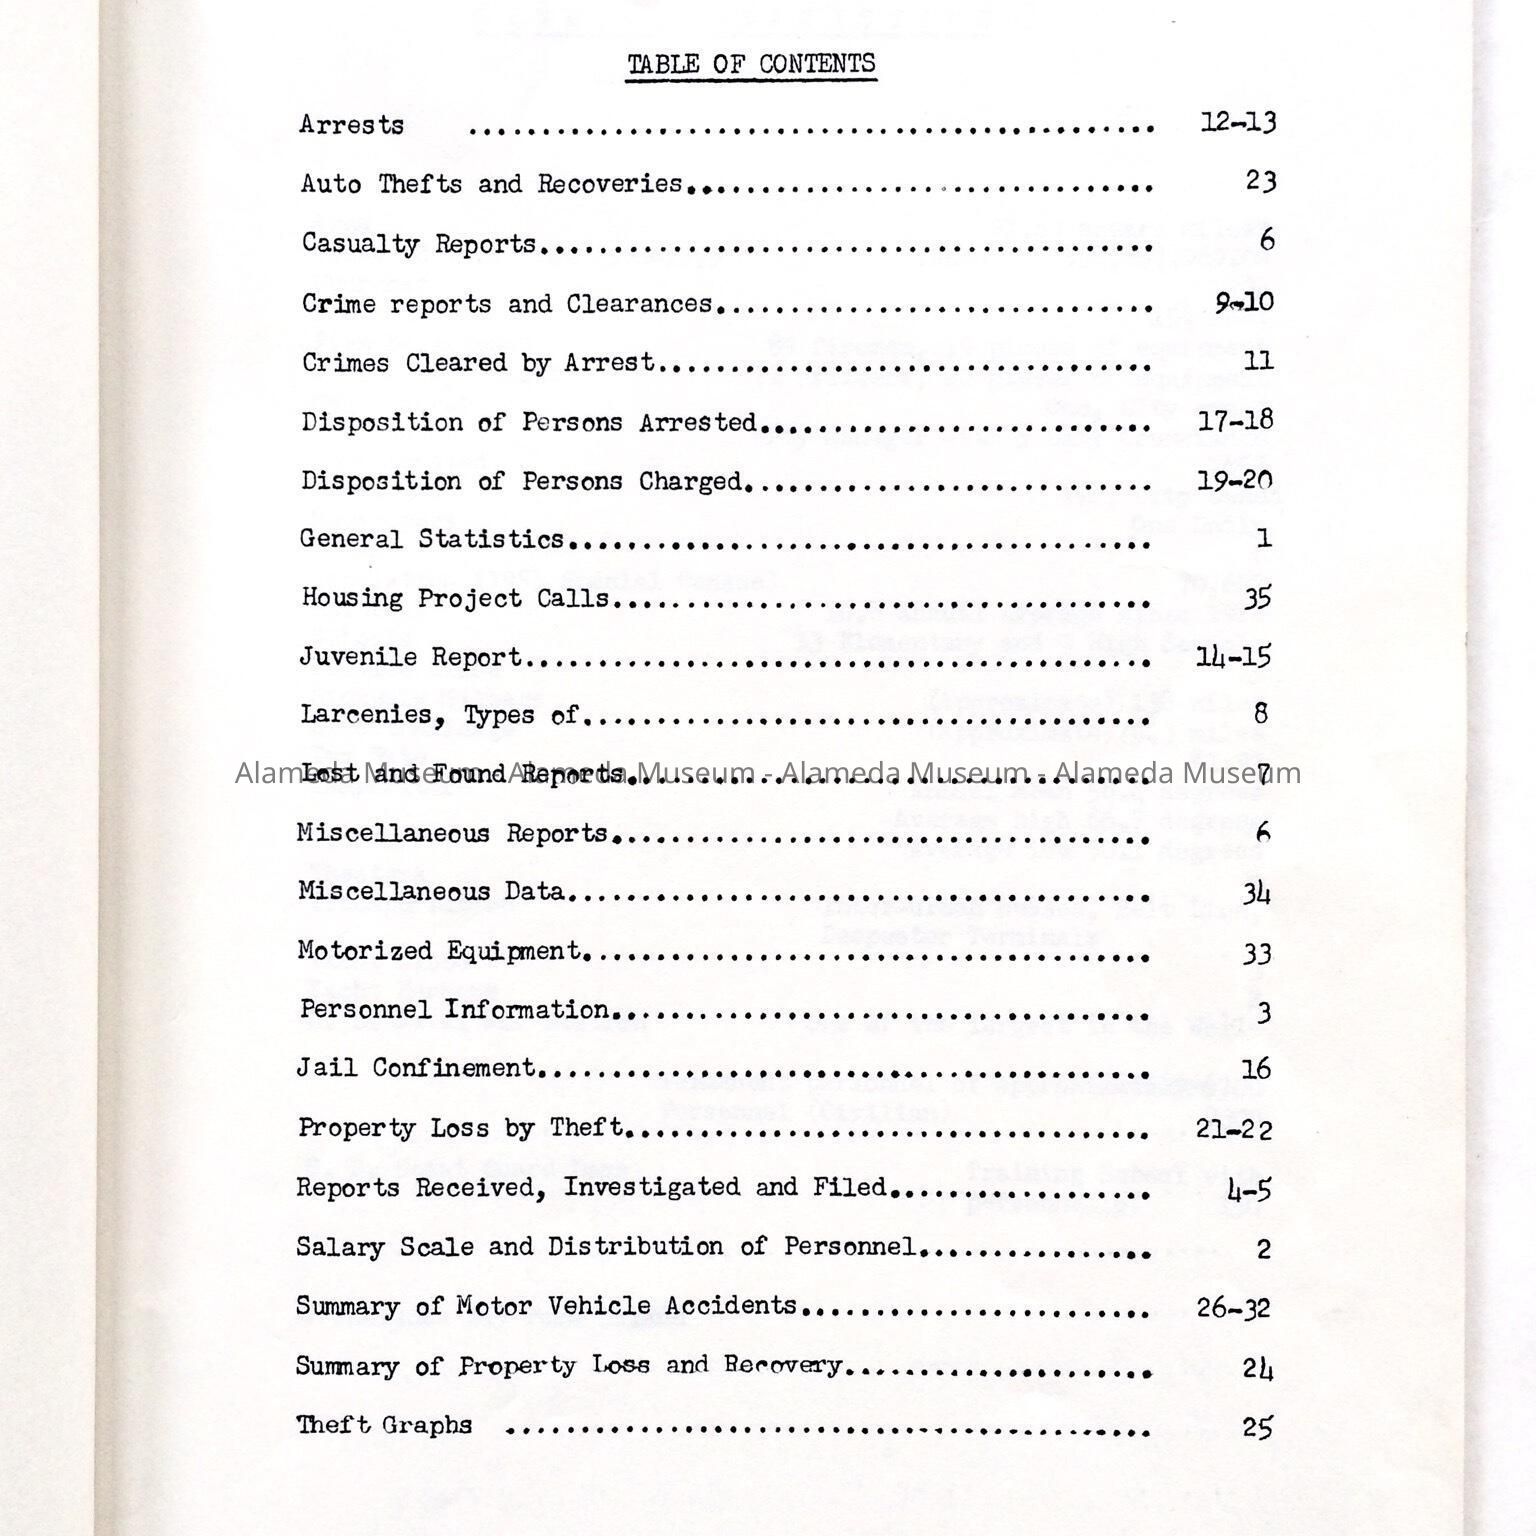 TABLE OF CONTENTS
Arrests .............................................. 12-13
Auto Thefts and Recoveries................................ 23
Casualty Reports.......................................... 6
Crime reports and Clearances.............................. 9-10
Crimes Cleared by Arrest.................................. 11
Disposition of Persons Arrested........................... 17-18
Disposition of Persons Charged............................ 19-20
General Statistics........................................ 1
Housing Project Calls..................................... 35
Juvenile Report........................................... 14-15
Larcenies, Types of....................................... 8
Lost and Found Reports.................................... 7
Alameda Museum - Alameda Museum - Alameda Museum - Alameda Museum
Miscellaneous Reports..................................... 6
Miscellaneous Data........................................ 34
Motorized Equipment....................................... 33
Personnel Information..................................... 3
Jail Confinement.......................................... 16
Property Loss by Theft.................................... 21-22
Reports Received, Investigated and Filed.................. 4-5
Salary Scale and Distribution of Personnel................ 2
Summary of Motor Vehicle Accidents........................ 26-32
Summary of Property Loss and Recovery..................... 24
Theft Graphs ............................................ 25